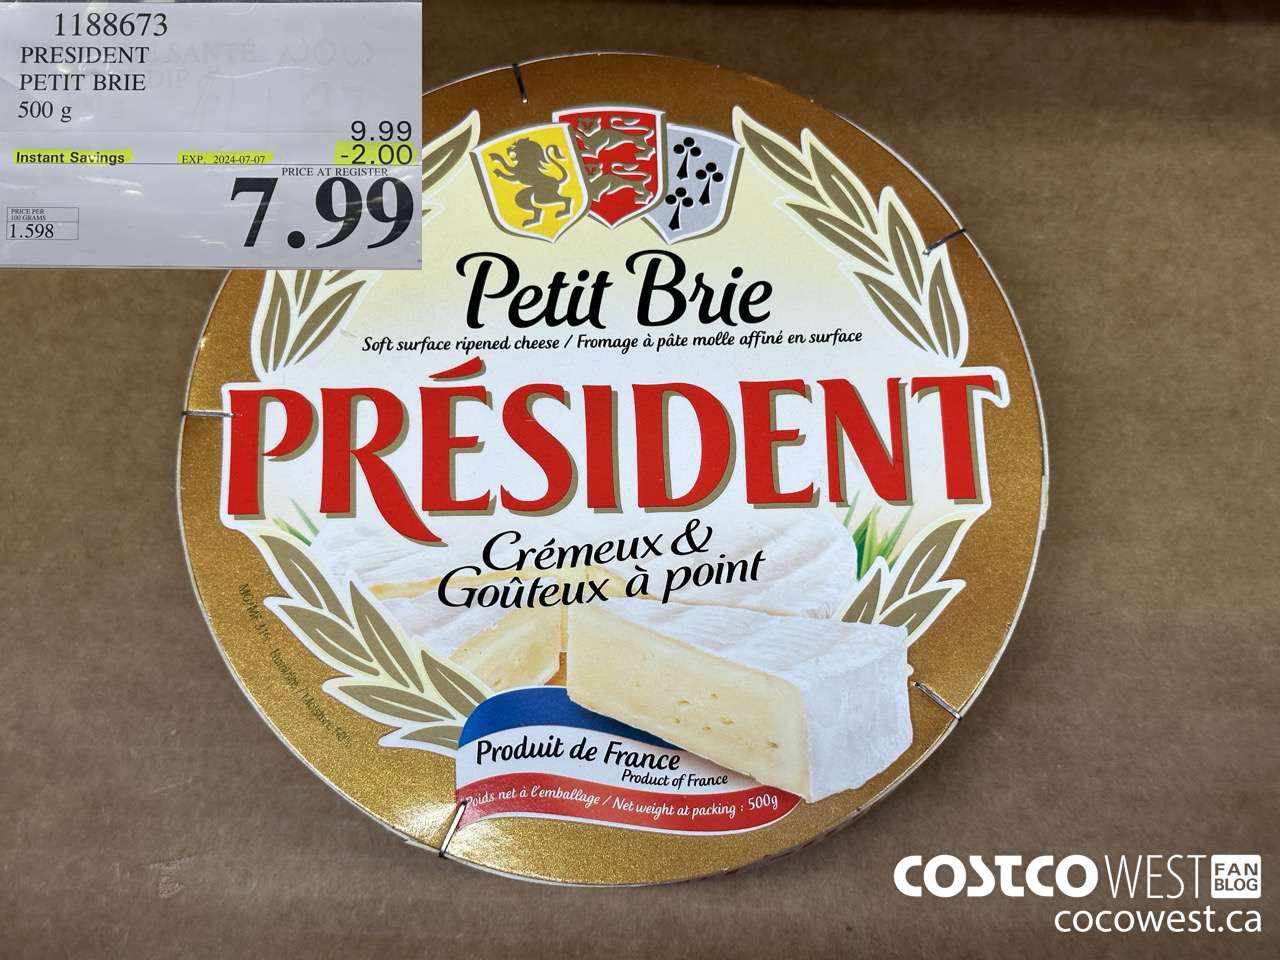 1188673
PRESIDENT
PETIT BRIE
500 g
9.99
Instant Savings EXP. 2024-07-07 -2.00
PRICE AT REGISTER
7.99
PRICE PER
100 GRAMS
1.598
Petit Brie
Soft surface ripened cheese / Fromage à pâte molle affiné en surface
PRÉSIDENT
Crémeux &
Goûteux à point
Produit de France
Product of France
Poids net à l'emballage / Net weight at packing : 500g
COSTCO WEST FAN BLOG
cocowest.ca